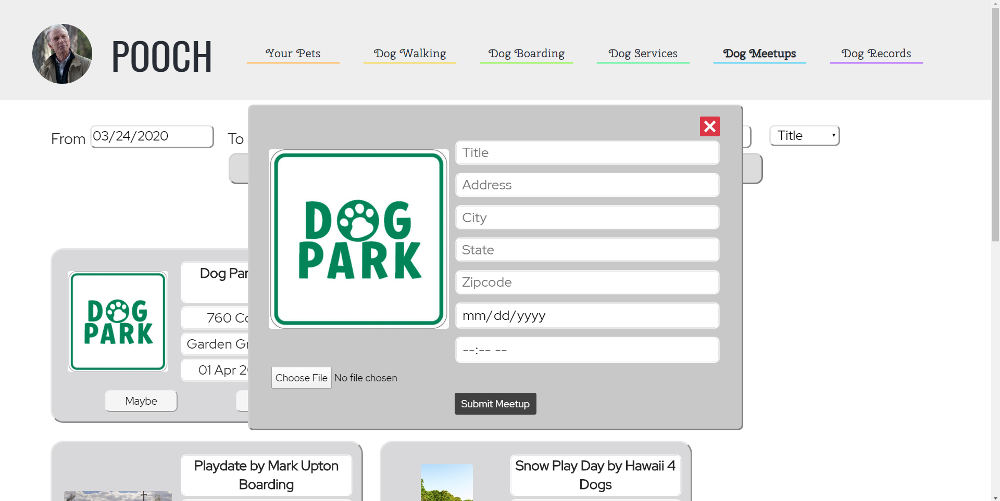 POOCH
Your Pets
Dog Walking
Dog Boarding
Dog Services
Dog Meetups
Dog Records
From 03/24/2020 To
Title
DOG
PARK
Title
Address
City
State
Zipcode
mm/dd/yyyy
--:-- --
Choose File No file chosen
Submit Meetup
DOG
PARK
Dog Par
760 Co
Garden Gr
01 Apr 20
Maybe
Playdate by Mark Upton
Boarding
Snow Play Day by Hawaii 4
Dogs